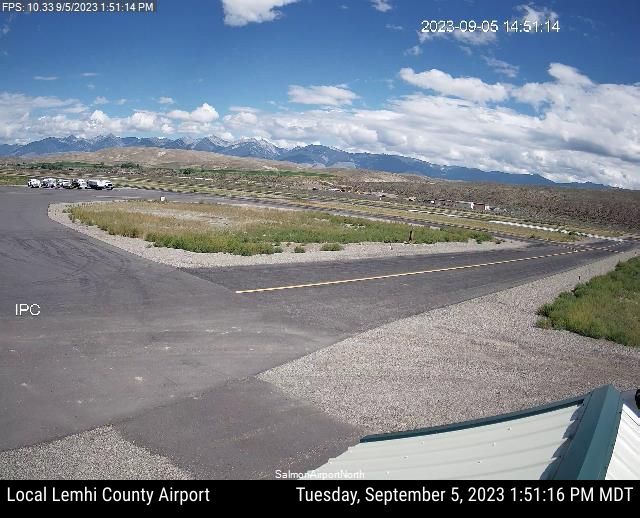 FPS: 10.33 9/5/2023 1:51:14 PM
2023-09-05 14:51:14
IPC
SalmonAirportNorth
Local Lemhi County Airport
Tuesday, September 5, 2023 1:51:16 PM MDT